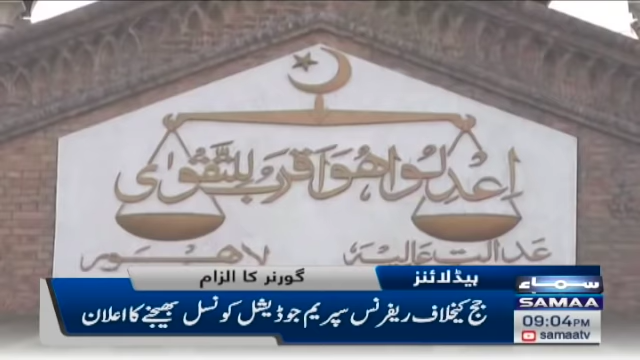 اعدلوا هو اقرب للتقوى
عدالت عالیہ لاہور
گورنر کا الزام
ہیڈلائنز
جج کیخلاف ریفرنس سپریم جوڈیشل کونسل بھیجنے کا اعلان
سماء
SAMAA
09:04PM
samaatv